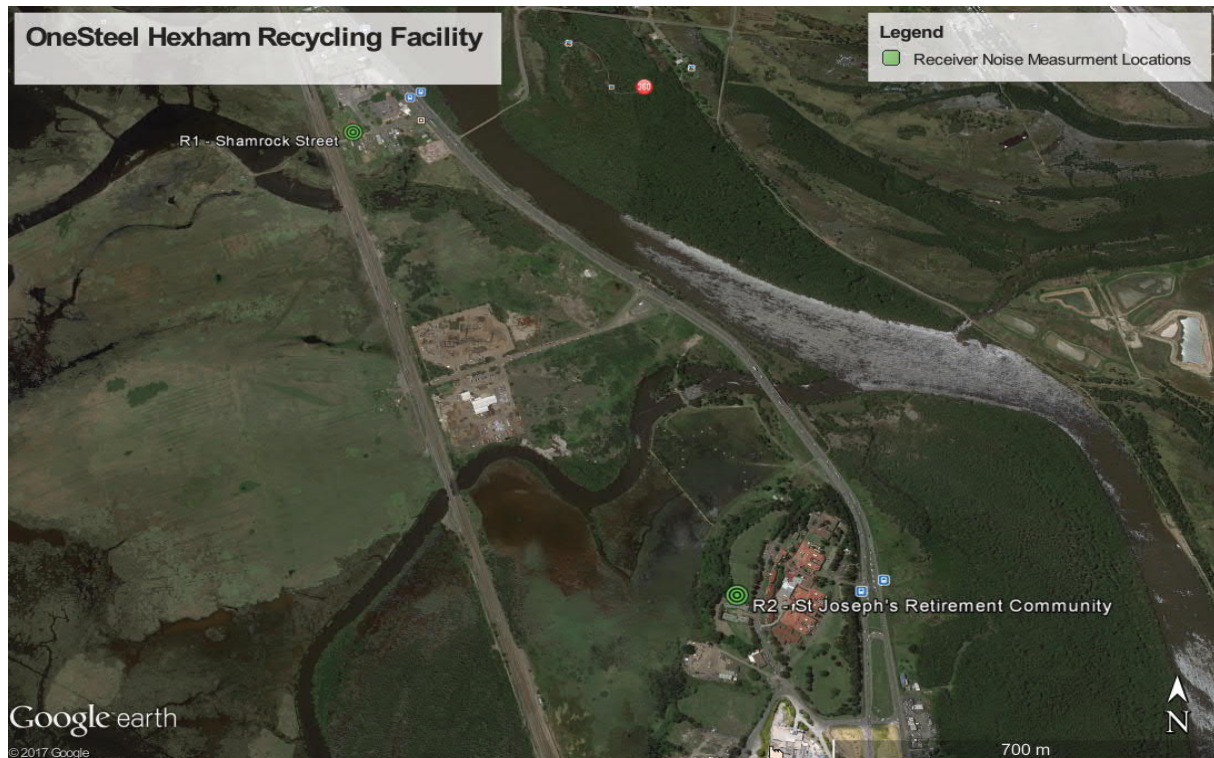 OneSteel Hexham Recycling Facility
Legend
Receiver Noise Measurment Locations
360
R1 - Shamrock Street
R2 - St Joseph's Retirement Community
N
Google earth
© 2017 Google
700 m